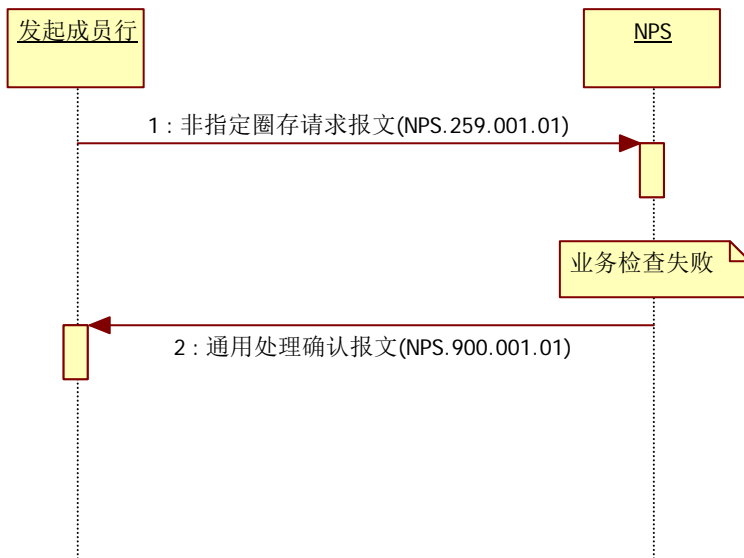 发起成员行
NPS
1 : 非指定圈存请求报文(NPS.259.001.01)
业务检查失败
2 : 通用处理确认报文(NPS.900.001.01)